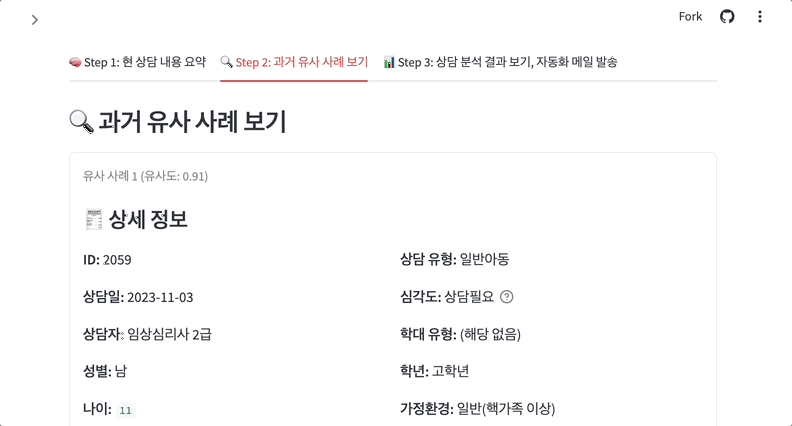 Fork
🧠 Step 1: 현 상담 내용 요약 🔍 Step 2: 과거 유사 사례 보기 📊 Step 3: 상담 분석 결과 보기, 자동화 메일 발송
🔍 과거 유사 사례 보기
유사 사례 1 (유사도: 0.91)
🧾 상세 정보
ID: 2059 상담 유형: 일반아동
상담일: 2023-11-03 심각도: 상담필요
상담자: 임상심리사 2급 학대 유형: (해당 없음)
성별: 남 학년: 고학년
나이: 11 가정환경: 일반(핵가족 이상)